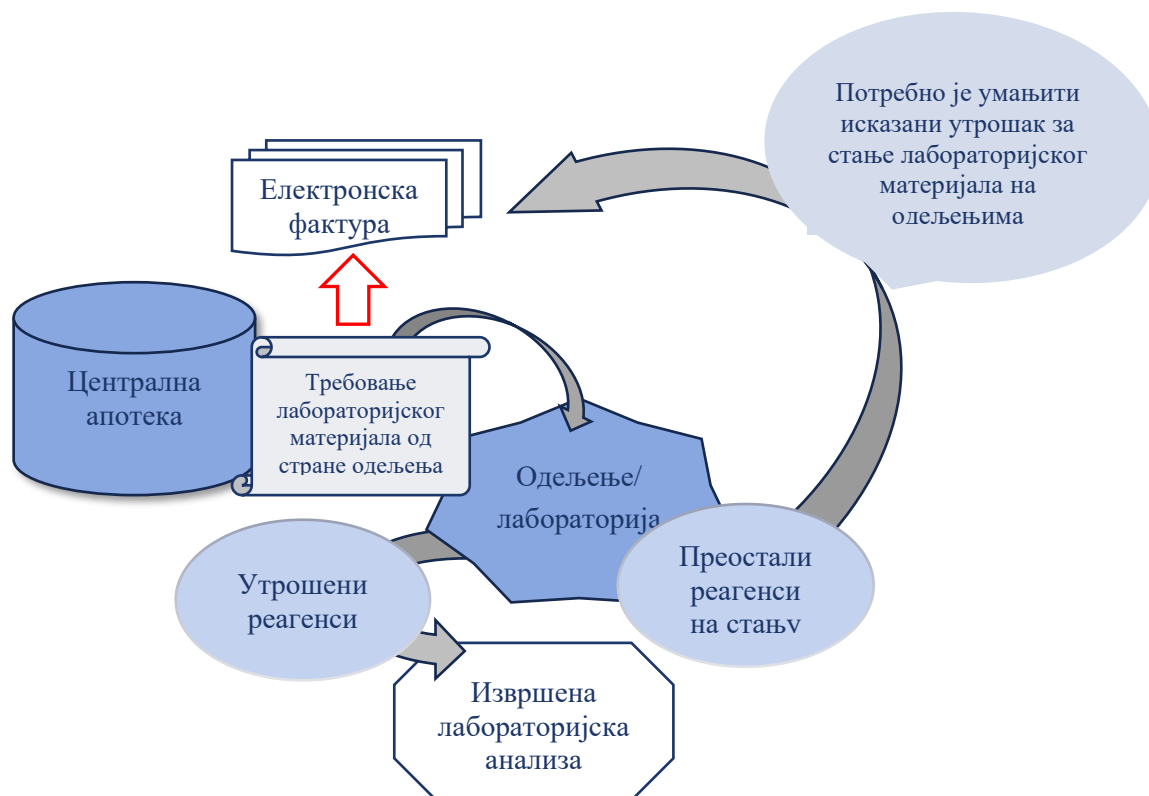 Потребно је умањити
исказани утрошак за
стање лабораторијског
материјала на
одељењима
Електронска
фактура
Централна
апотека
Требовање
лабораторијског
материјала од
стране одељења
Одељење/
лабораторија
Утрошени
реагенси
Преостали
реагенси
на стању
Извршена
лабораторијска
анализа